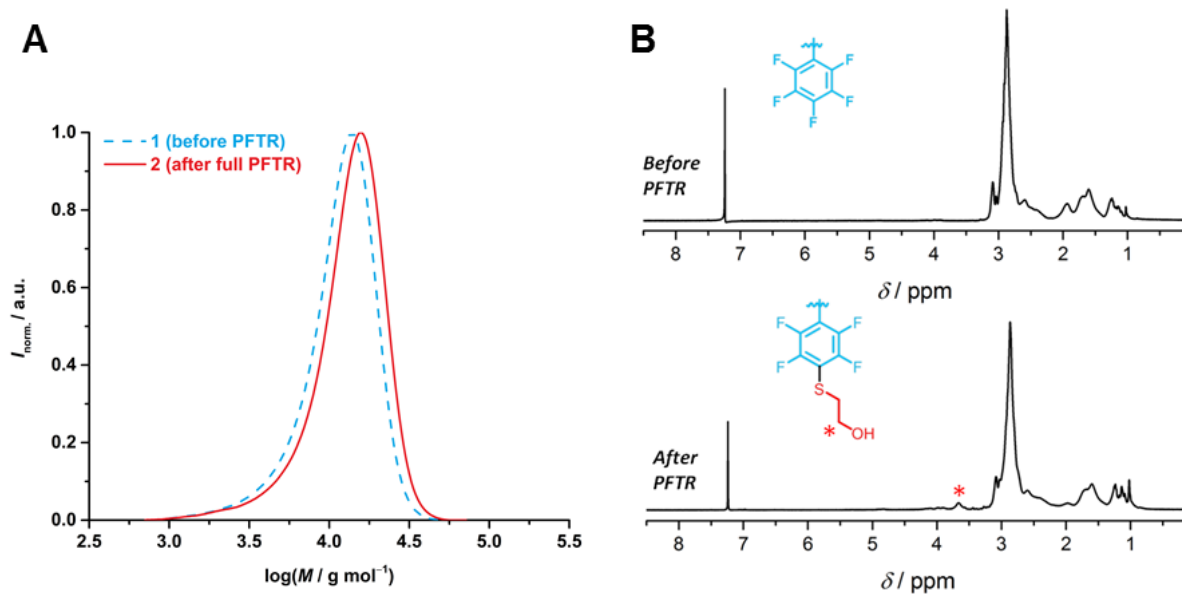 A
1 (before PFTR)
2 (after full PFTR)
1.0
0.8
0.6
0.4
0.2
0.0
I norm. / a.u.
2.5 3.0 3.5 4.0 4.5 5.0 5.5
log(M / g mol⁻¹)
B
F F
F F
F
Before
PFTR
8 7 6 5 4 3 2 1
δ / ppm
F F
F F
S
OH
*
After
PFTR
*
8 7 6 5 4 3 2 1
δ / ppm